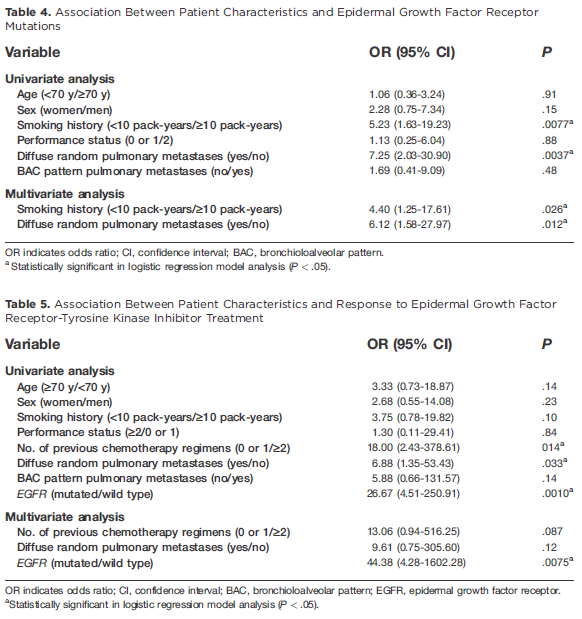 Table 4. Association Between Patient Characteristics and Epidermal Growth Factor Receptor
Mutations
Variable OR (95% CI) P
Univariate analysis
Age (<70 y/≥70 y) 1.06 (0.36-3.24) .91
Sex (women/men) 2.28 (0.75-7.34) .15
Smoking history (<10 pack-years/≥10 pack-years) 5.23 (1.63-19.23) .0077a
Performance status (0 or 1/2) 1.13 (0.25-6.04) .88
Diffuse random pulmonary metastases (yes/no) 7.25 (2.03-30.90) .0037a
BAC pattern pulmonary metastases (no/yes) 1.69 (0.41-9.09) .48
Multivariate analysis
Smoking history (<10 pack-years/≥10 pack-years) 4.40 (1.25-17.61) .026a
Diffuse random pulmonary metastases (yes/no) 6.12 (1.58-27.97) .012a
OR indicates odds ratio; CI, confidence interval; BAC, bronchioloalveolar pattern.
a Statistically significant in logistic regression model analysis (P < .05).
Table 5. Association Between Patient Characteristics and Response to Epidermal Growth Factor
Receptor-Tyrosine Kinase Inhibitor Treatment
Variable OR (95% CI) P
Univariate analysis
Age (≥70 y/<70 y) 3.33 (0.73-18.87) .14
Sex (women/men) 2.68 (0.55-14.08) .23
Smoking history (<10 pack-years/≥10 pack-years) 3.75 (0.78-19.82) .10
Performance status (≥2/0 or 1) 1.30 (0.11-29.41) .84
No. of previous chemotherapy regimens (0 or 1/≥2) 18.00 (2.43-378.61) 014a
Diffuse random pulmonary metastases (yes/no) 6.88 (1.35-53.43) .033a
BAC pattern pulmonary metastases (no/yes) 5.88 (0.66-131.57) .14
EGFR (mutated/wild type) 26.67 (4.51-250.91) .0010a
Multivariate analysis
No. of previous chemotherapy regimens (0 or 1/≥2) 13.06 (0.94-516.25) .087
Diffuse random pulmonary metastases (yes/no) 9.61 (0.75-305.60) .12
EGFR (mutated/wild type) 44.38 (4.28-1602.28) .0075a
OR indicates odds ratio; CI, confidence interval; BAC, bronchioloalveolar pattern; EGFR, epidermal growth factor receptor.
aStatistically significant in logistic regression model analysis (P < .05).